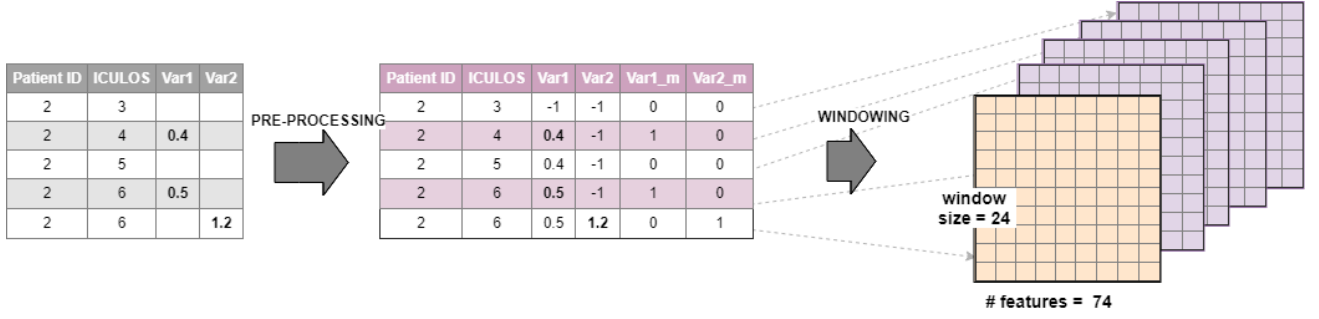 Patient ID ICULOS Var1 Var2
2 3
2 4 0.4
2 5
2 6 0.5
2 6 1.2
PRE-PROCESSING
Patient ID ICULOS Var1 Var2 Var1_m Var2_m
2 3 -1 -1 0 0
2 4 0.4 -1 1 0
2 5 0.4 -1 0 0
2 6 0.5 -1 1 0
2 6 0.5 1.2 0 1
WINDOWING
window
size = 24
# features = 74